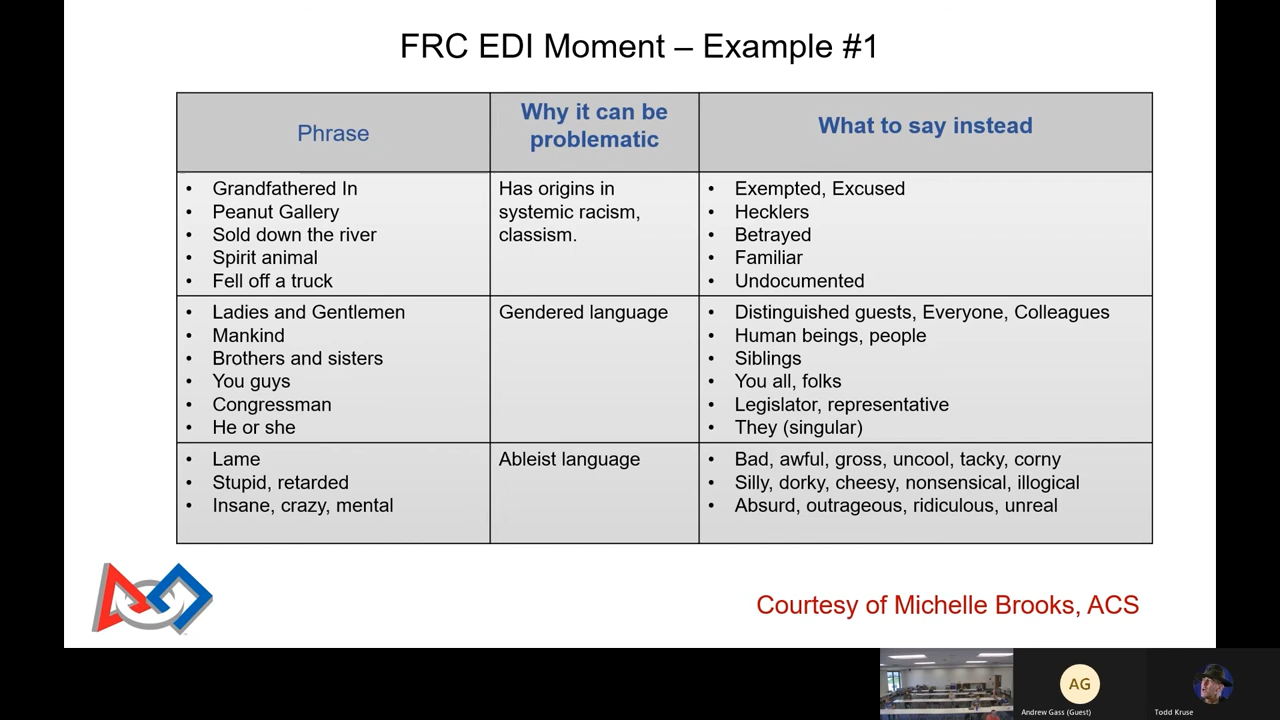 FRC EDI Moment – Example #1
Phrase
Why it can be
problematic
What to say instead
• Grandfathered In
• Peanut Gallery
• Sold down the river
• Spirit animal
• Fell off a truck
Has origins in
systemic racism,
classism.
• Exempted, Excused
• Hecklers
• Betrayed
• Familiar
• Undocumented
• Ladies and Gentlemen
• Mankind
• Brothers and sisters
• You guys
• Congressman
• He or she
Gendered language
• Distinguished guests, Everyone, Colleagues
• Human beings, people
• Siblings
• You all, folks
• Legislator, representative
• They (singular)
• Lame
• Stupid, retarded
• Insane, crazy, mental
Ableist language
• Bad, awful, gross, uncool, tacky, corny
• Silly, dorky, cheesy, nonsensical, illogical
• Absurd, outrageous, ridiculous, unreal
Courtesy of Michelle Brooks, ACS
AG
Andrew Gass (Guest)
Todd Kruse